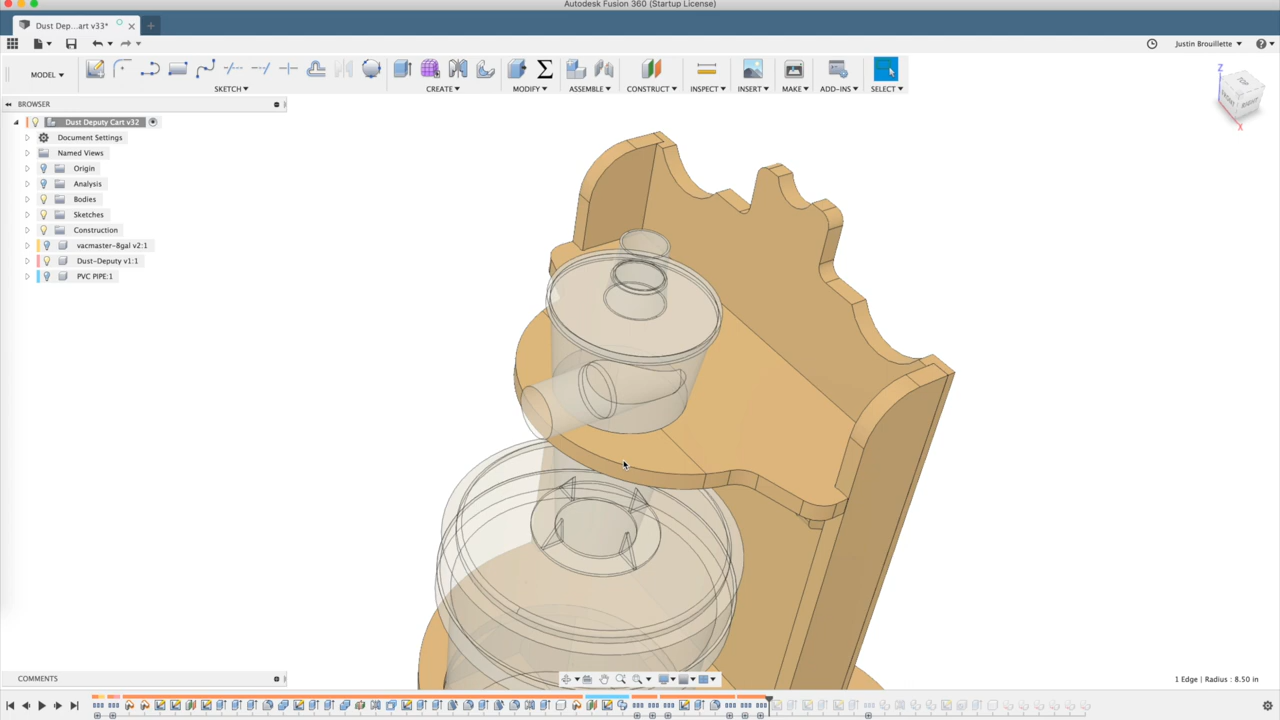 Autodesk Fusion 360 (Startup License)
Dust Dep...art v33*
Justin Brouillette
MODEL
SKETCH
CREATE
MODIFY
ASSEMBLE
CONSTRUCT
INSPECT
INSERT
MAKE
ADD-INS
SELECT
Z
X
BROWSER
Dust Deputy Cart v32
Document Settings
Named Views
Origin
Analysis
Bodies
Sketches
Construction
vacmaster-8gal v2:1
Dust-Deputy v1:1
PVC PIPE:1
COMMENTS
1 Edge | Radius : 8.50 in